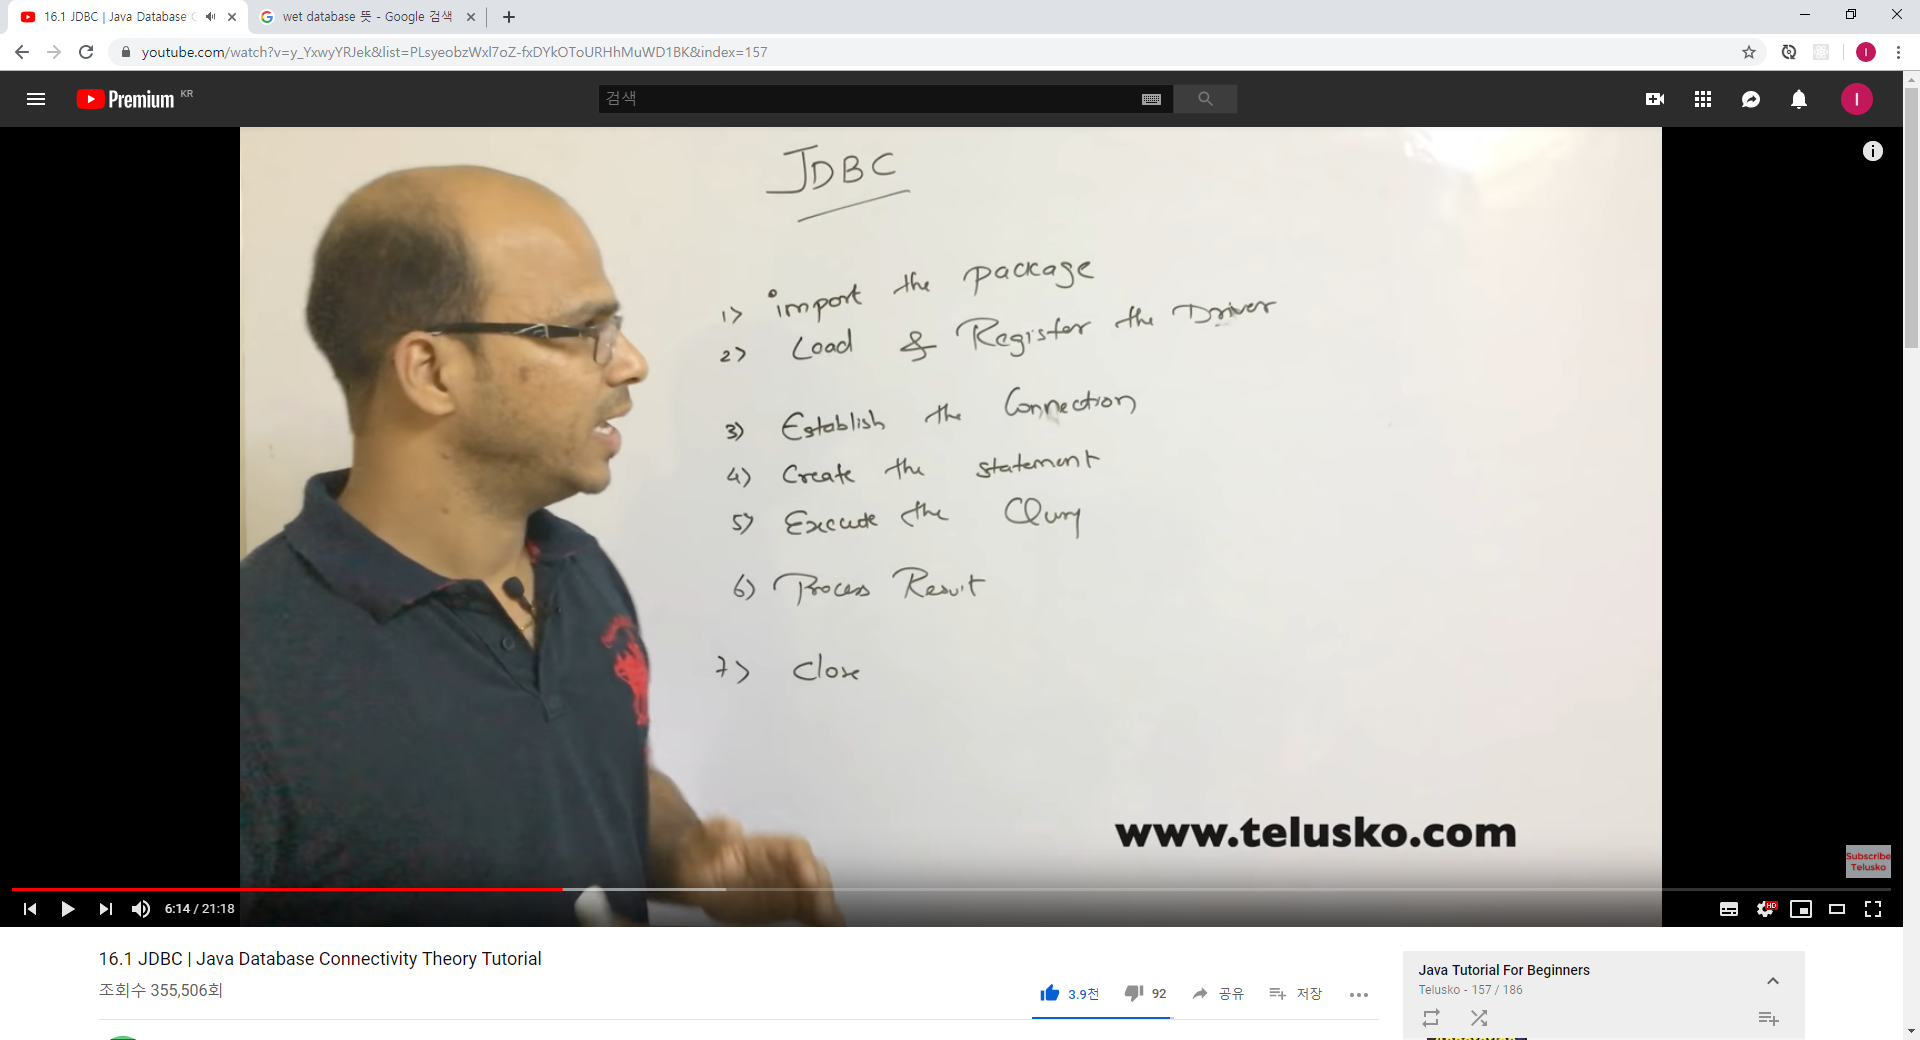 16.1 JDBC | Java Database C
wet database 뜻 - Google 검색
youtube.com/watch?v=y_YxwyYRJek&list=PLsyeobzWxl7oZ-fxDYkOToURHhMuWD1BK&index=157
I
Premium KR
검색
I
JDBC
1) import the package
2) Load & Register the Driver
3) Establish the Connection
4) Create the statement
5) Execute the Query
6) Process Result
7) Close
www.telusko.com
Subscribe
Telusko
6:14 / 21:18
HD
16.1 JDBC | Java Database Connectivity Theory Tutorial
조회수 355,506회
3.9천
92
공유
저장
Java Tutorial For Beginners
Telusko - 157 / 186